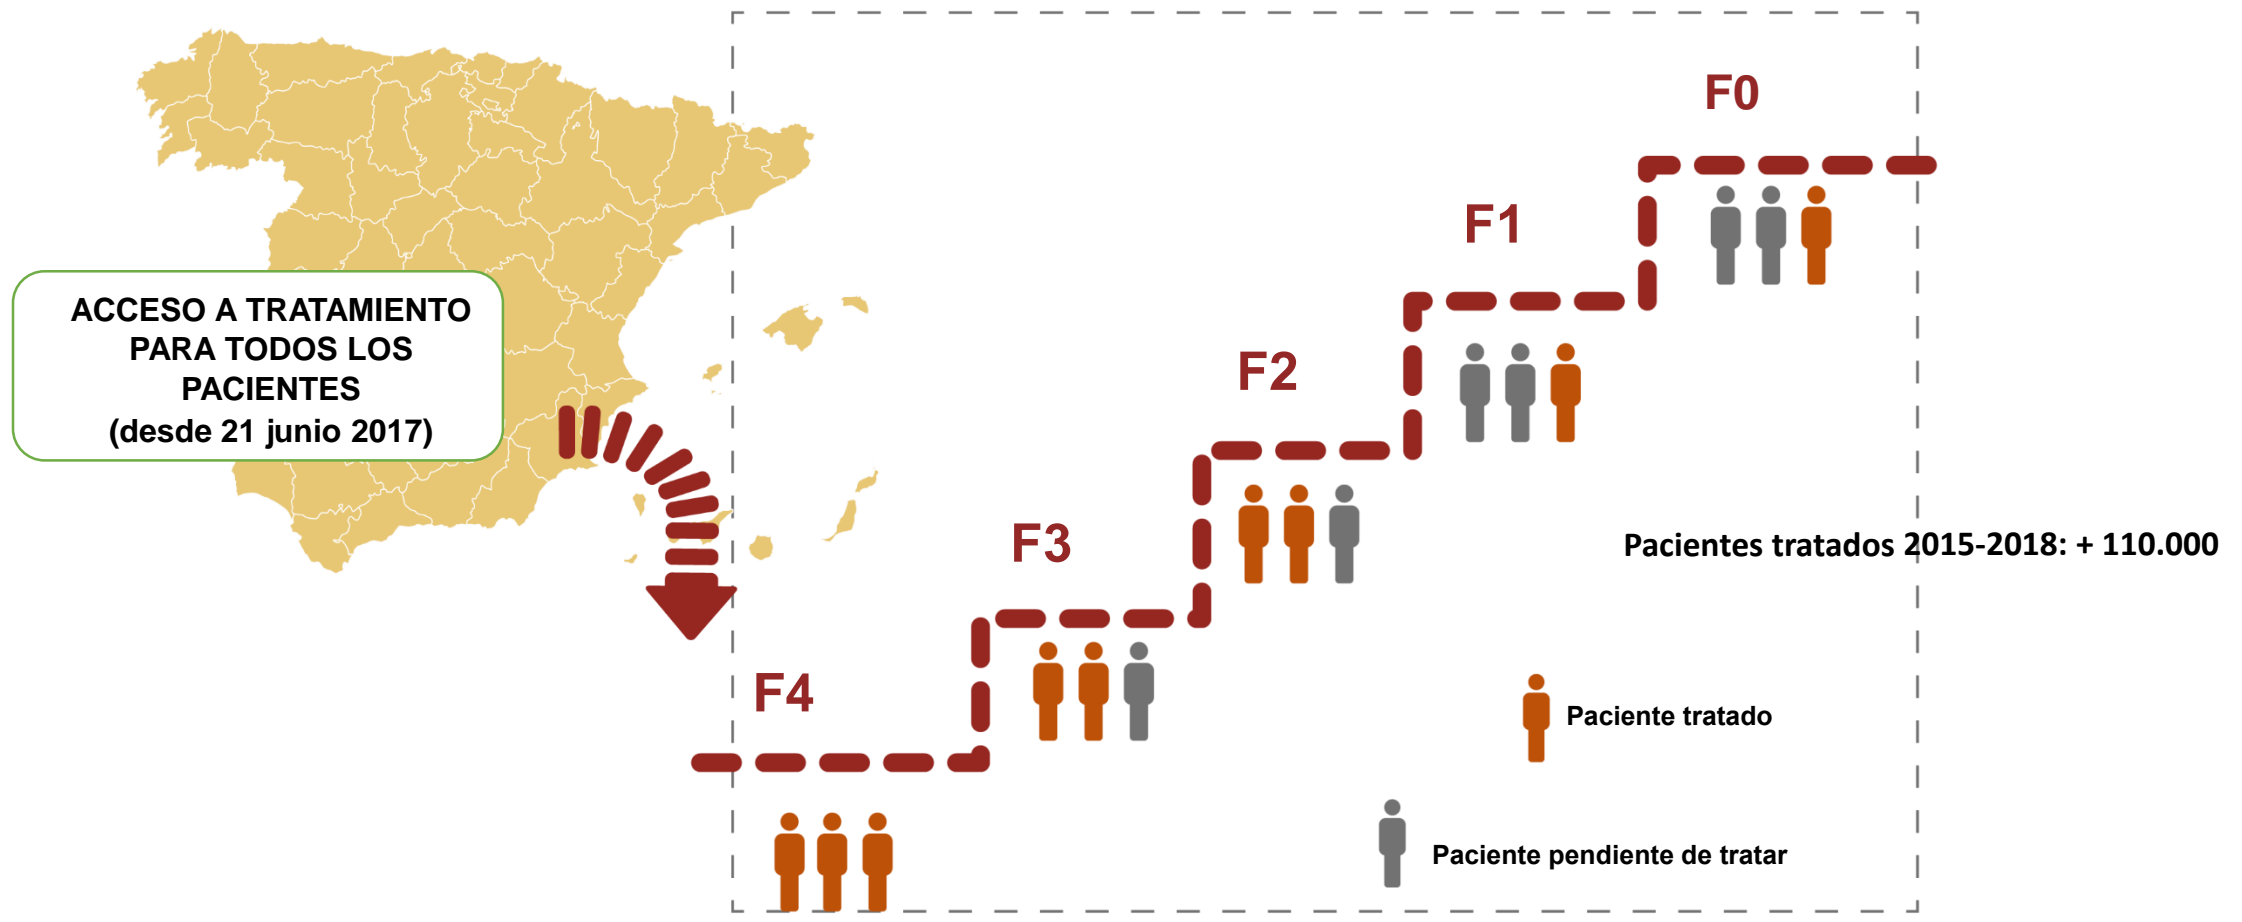 ACCESO A TRATAMIENTO
PARA TODOS LOS
PACIENTES
(desde 21 junio 2017)
F0
F1
F2
F3
F4
Pacientes tratados 2015-2018: + 110.000
Paciente tratado
Paciente pendiente de tratar